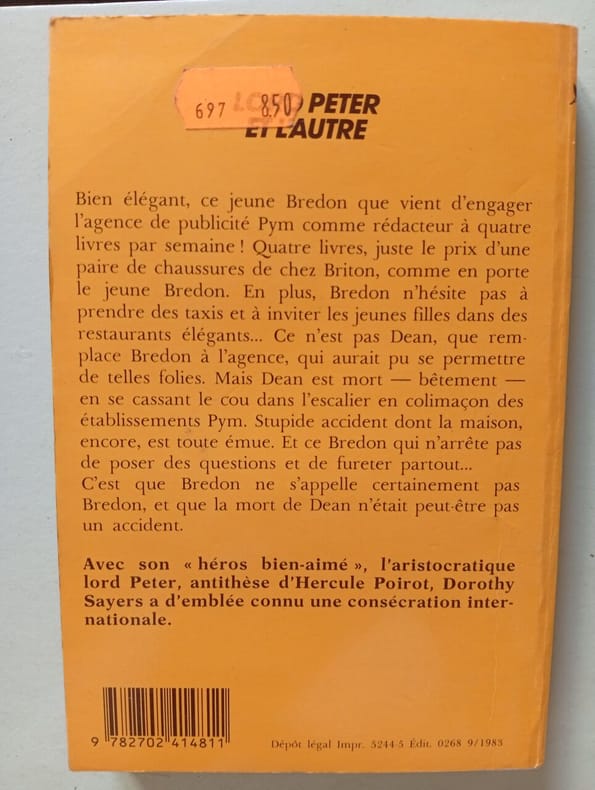 697 8.50
LORD PETER
ET L'AUTRE
Bien élégant, ce jeune Bredon que vient d'engager
l'agence de publicité Pym comme rédacteur à quatre
livres par semaine ! Quatre livres, juste le prix d'une
paire de chaussures de chez Briton, comme en porte
le jeune Bredon. En plus, Bredon n'hésite pas à
prendre des taxis et à inviter les jeunes filles dans des
restaurants élégants... Ce n'est pas Dean, que rem-
place Bredon à l'agence, qui aurait pu se permettre
de telles folies. Mais Dean est mort — bêtement —
en se cassant le cou dans l'escalier en colimaçon des
établissements Pym. Stupide accident dont la maison,
encore, est toute émue. Et ce Bredon qui n'arrête pas
de poser des questions et de fureter partout...
C'est que Bredon ne s'appelle certainement pas
Bredon, et que la mort de Dean n'était peut-être pas
un accident.
Avec son « héros bien-aimé », l'aristocratique
lord Peter, antithèse d'Hercule Poirot, Dorothy
Sayers a d'emblée connu une consécration inter-
nationale.
9 782702 414811
Dépôt légal Impr. 5244-5 Édit. 0268 9/1983